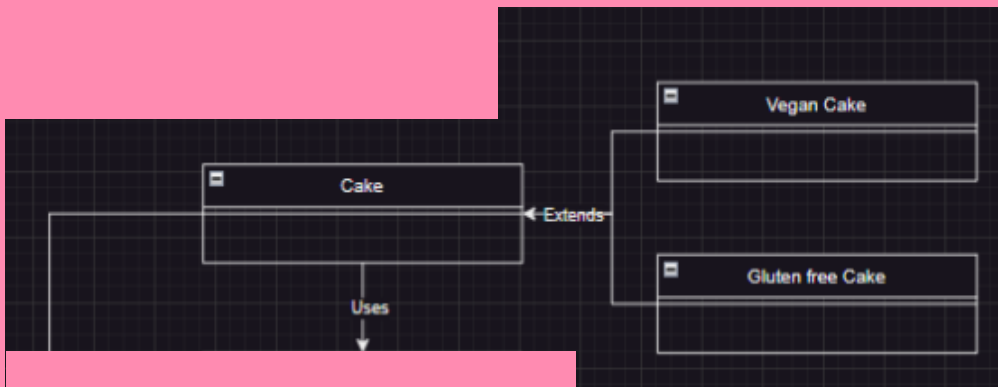 Vegan Cake
Cake
Extends
Gluten free Cake
Uses